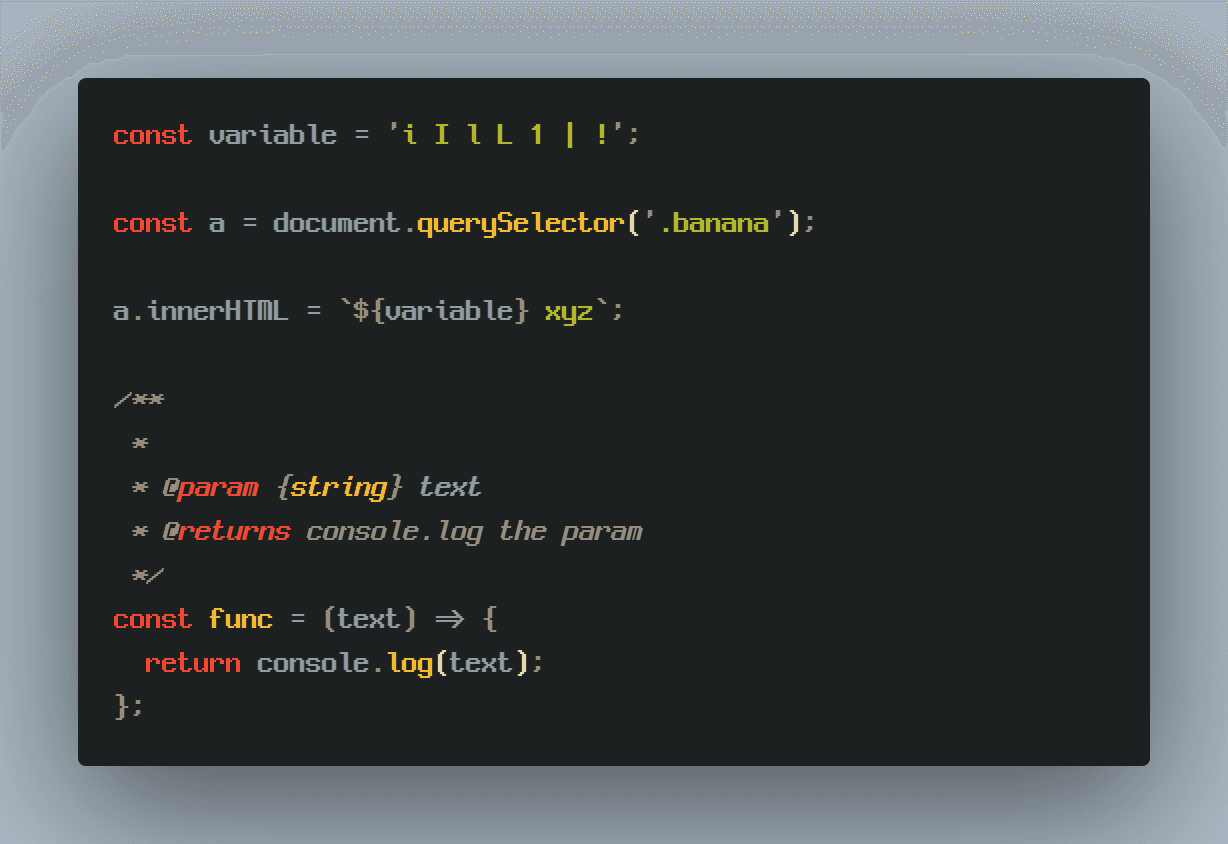 const variable = 'i I l L 1 | !';
const a = document.querySelector('.banana');
a.innerHTML = `${variable} xyz`;
/**
 *
 * @param {string} text
 * @returns console.log the param
 */
const func = (text) => {
  return console.log(text);
};